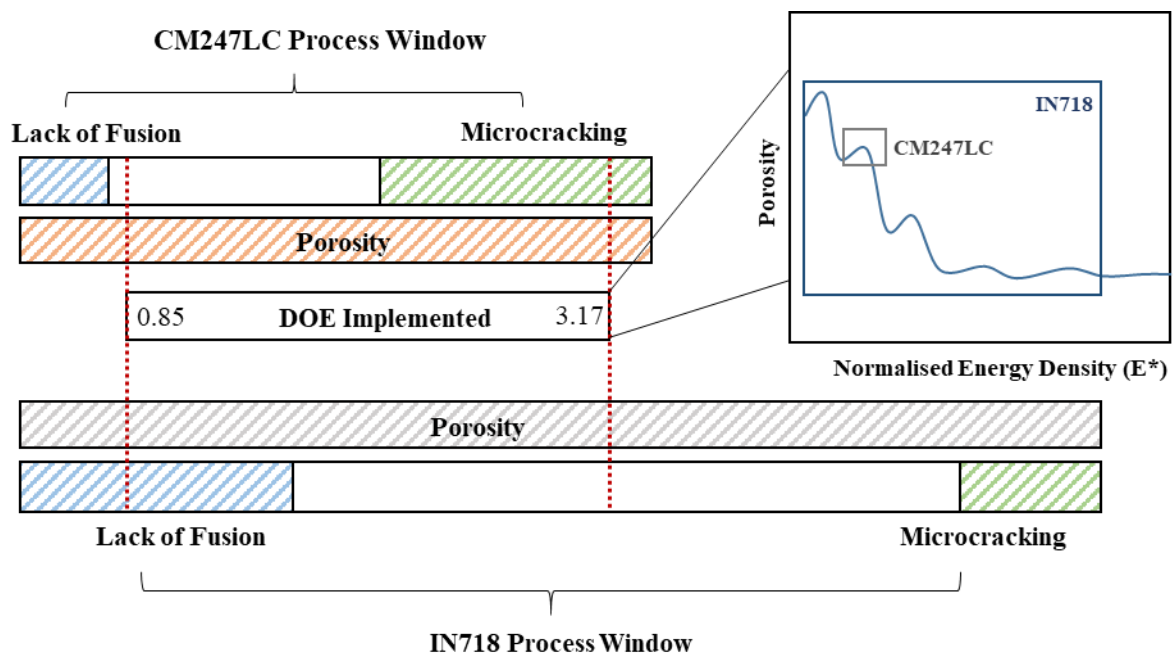 CM247LC Process Window
Lack of Fusion
Microcracking
Porosity
0.85
DOE Implemented
3.17
IN718
CM247LC
Porosity
Normalised Energy Density (E*)
Porosity
Lack of Fusion
Microcracking
IN718 Process Window